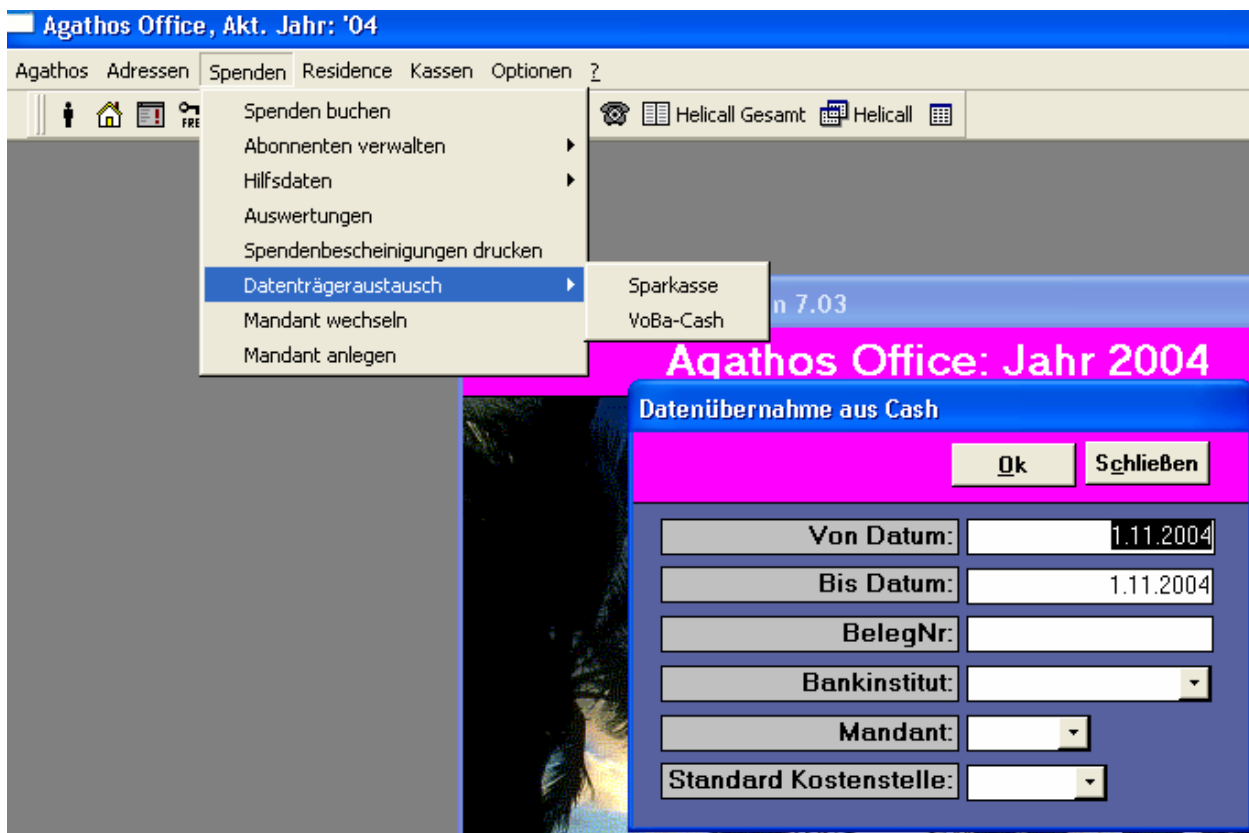 Agathos Office, Akt. Jahr: '04
Agathos Adressen Spenden Residence Kassen Optionen ?
FRE Helicall Gesamt Helicall
Spenden buchen
Abonnenten verwalten
Hilfsdaten
Auswertungen
Spendenbescheinigungen drucken
Datenträgeraustausch
Mandant wechseln
Mandant anlegen
Sparkasse
VoBa-Cash
n 7.03
Agathos Office: Jahr 2004
Datenübernahme aus Cash
Ok Schließen
Von Datum: 1.11.2004
Bis Datum: 1.11.2004
BelegNr:
Bankinstitut:
Mandant:
Standard Kostenstelle: